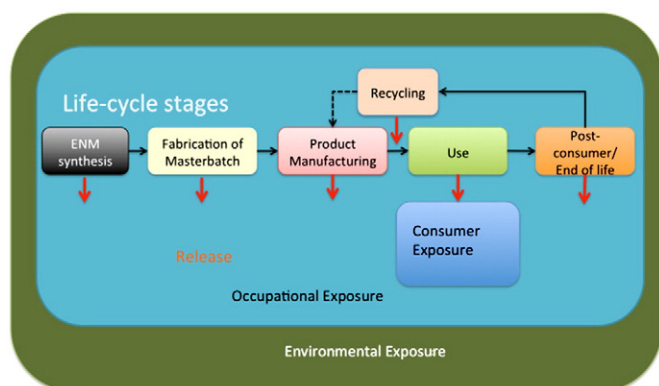 Life-cycle stages
Recycling
ENM
synthesis
Fabrication of
Masterbatch
Product
Manufacturing
Use
Post-
consumer/
End of life
Consumer
Exposure
Release
Occupational Exposure
Environmental Exposure